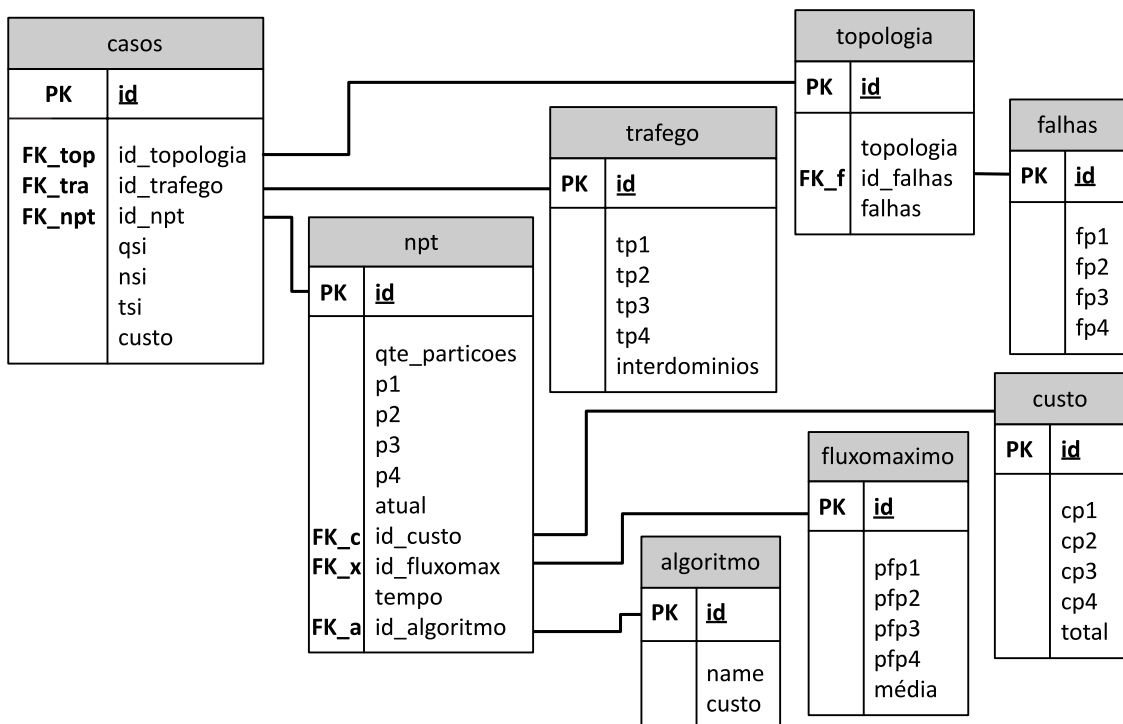 casos
PK id
FK_top id_topologia
FK_tra id_trafego
FK_npt id_npt
qsi
nsi
tsi
custo
topologia
PK id
topologia
FK_f id_falhas
falhas
falhas
PK id
fp1
fp2
fp3
fp4
trafego
PK id
tp1
tp2
tp3
tp4
interdominios
npt
PK id
qte_particoes
p1
p2
p3
p4
atual
FK_c id_custo
FK_x id_fluxomax
tempo
FK_a id_algoritmo
custo
PK id
cp1
cp2
cp3
cp4
total
fluxomaximo
PK id
pfp1
pfp2
pfp3
pfp4
média
algoritmo
PK id
name
custo